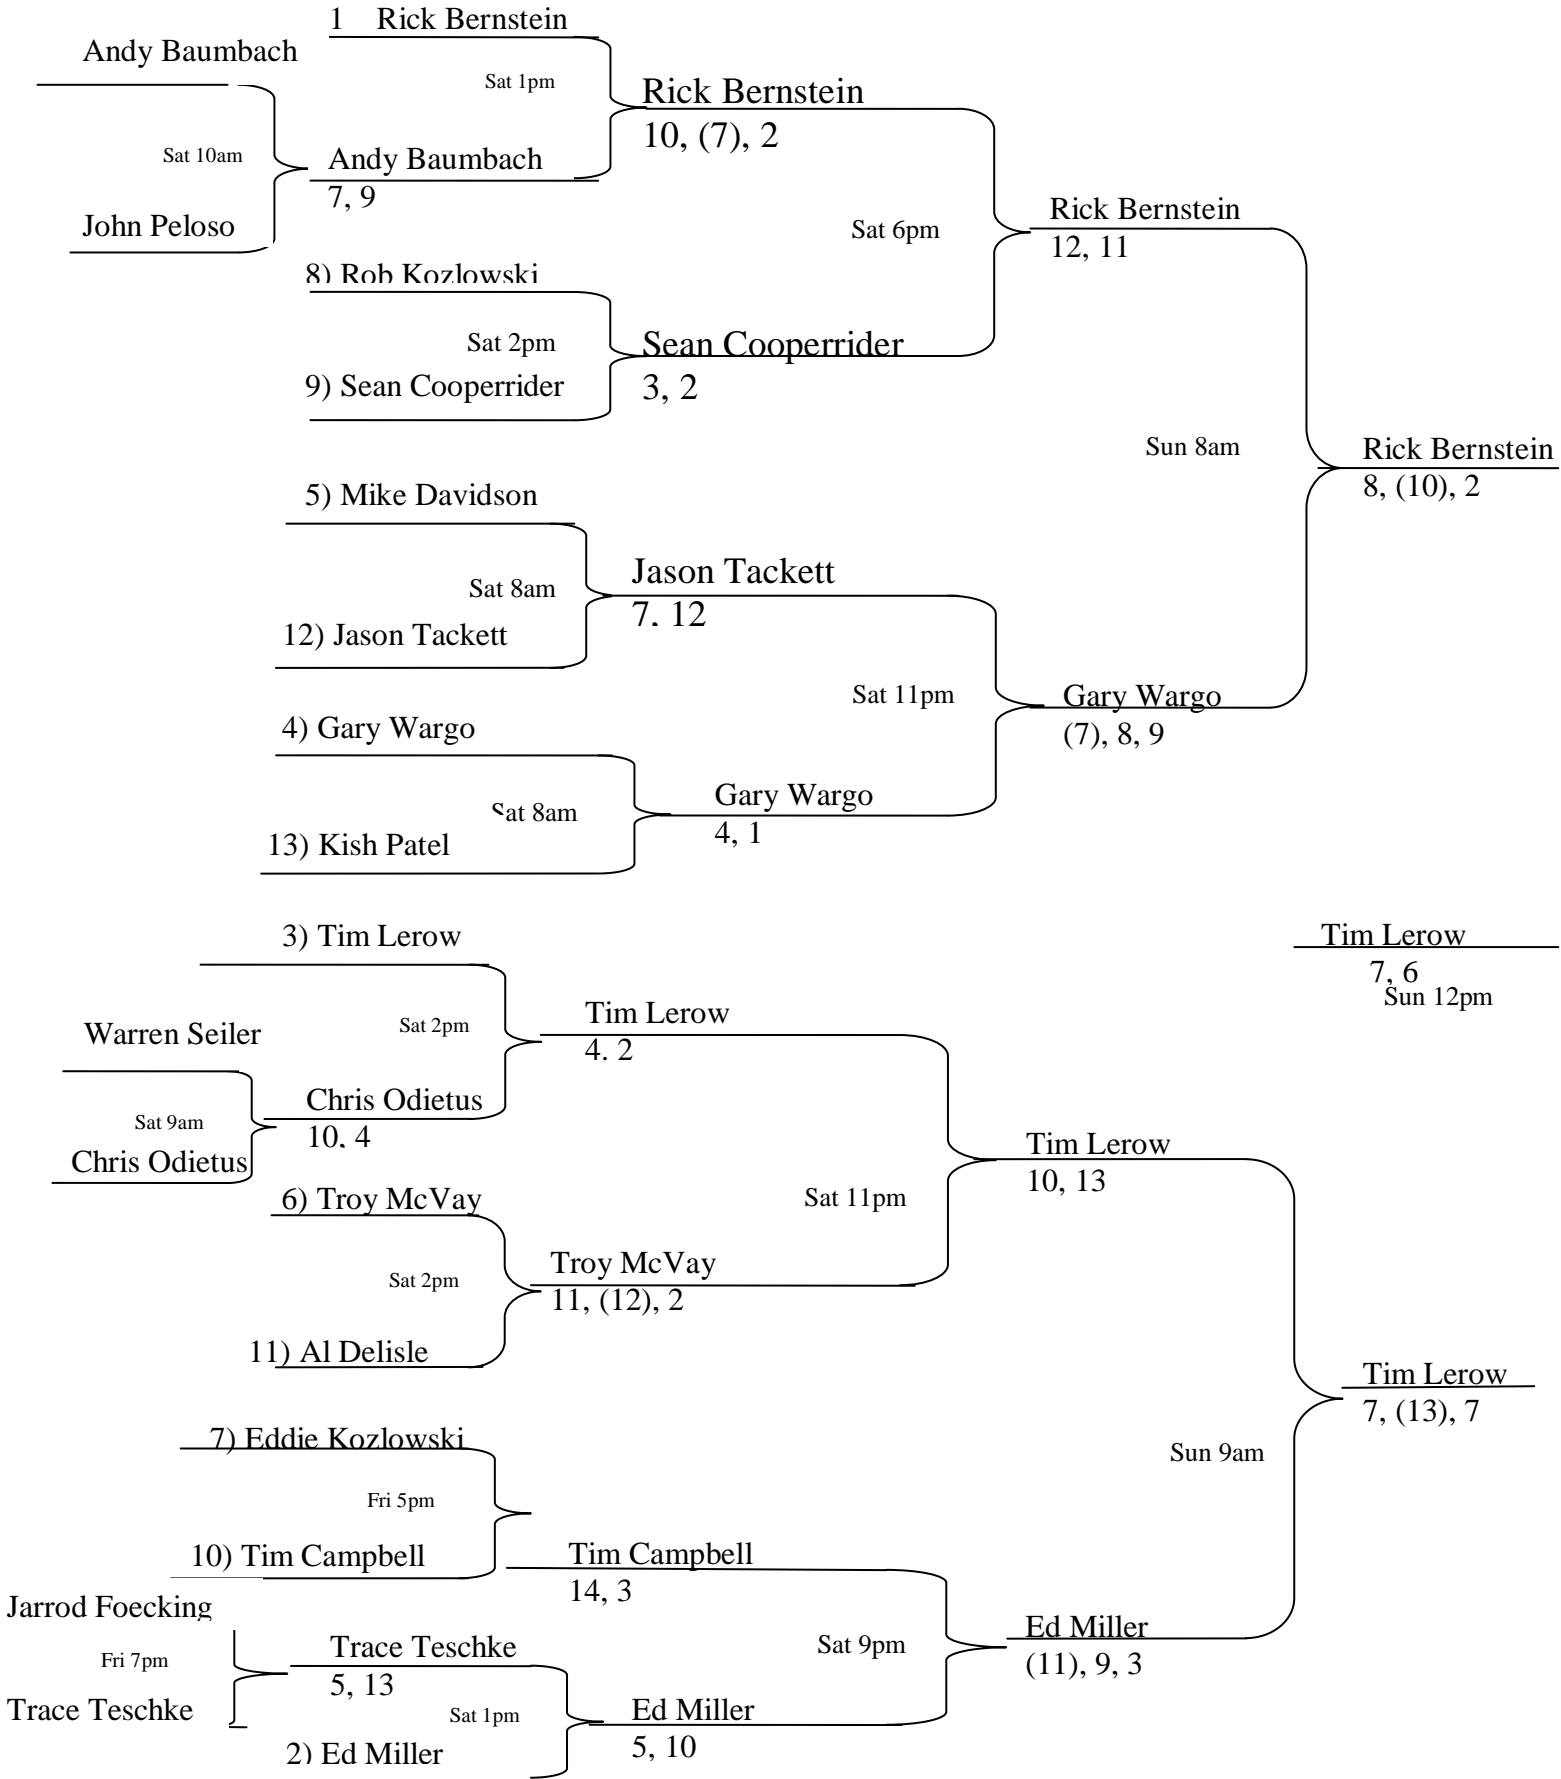 1 Rick Bernstein
Andy Baumbach
Sat 1pm
Rick Bernstein
10, (7), 2
Sat 10am
Andy Baumbach
7, 9
John Peloso
Rick Bernstein
12, 11
Sat 6pm
8) Rob Kozlowski
Sat 2pm
Sean Cooperrider
3, 2
9) Sean Cooperrider
Sun 8am
Rick Bernstein
8, (10), 2
5) Mike Davidson
Jason Tackett
7, 12
Sat 8am
12) Jason Tackett
Sat 11pm
Gary Wargo
(7), 8, 9
4) Gary Wargo
Sat 8am
Gary Wargo
4, 1
13) Kish Patel
3) Tim Lerow
Tim Lerow
7, 6
Sun 12pm
Warren Seiler
Sat 2pm
Tim Lerow
4, 2
Chris Odietus
10, 4
Sat 9am
Chris Odietus
Tim Lerow
10, 13
6) Troy McVay
Sat 11pm
Sat 2pm
Troy McVay
11, (12), 2
11) Al Delisle
Tim Lerow
7, (13), 7
7) Eddie Kozlowski
Sun 9am
Fri 5pm
10) Tim Campbell
Tim Campbell
14, 3
Jarrod Foecking
Ed Miller
(11), 9, 3
Sat 9pm
Fri 7pm
Trace Teschke
5, 13
Trace Teschke
Sat 1pm
Ed Miller
5, 10
2) Ed Miller